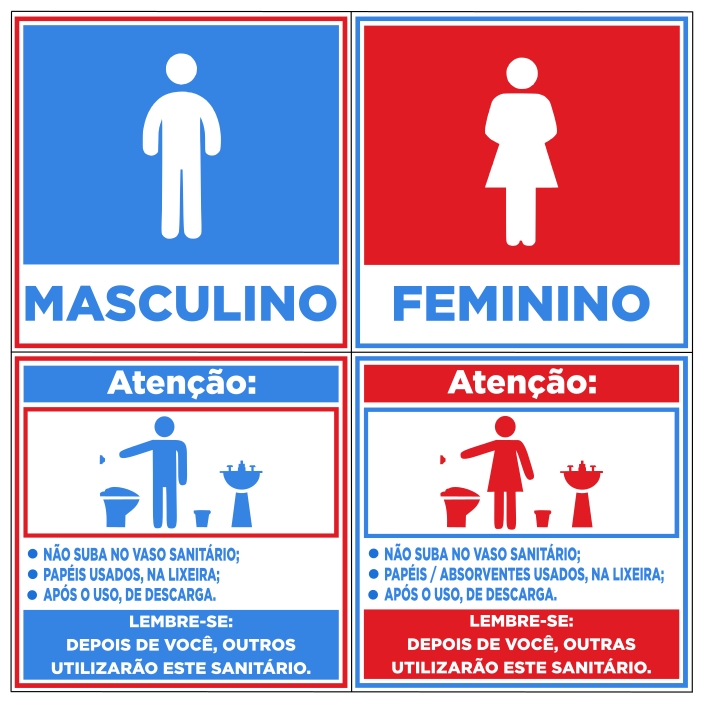 MASCULINO
FEMININO
Atenção:
NÃO SUBA NO VASO SANITÁRIO;
PAPÉIS USADOS, NA LIXEIRA;
APÓS O USO, DE DESCARGA.
LEMBRE-SE:
DEPOIS DE VOCÊ, OUTROS
UTILIZARÃO ESTE SANITÁRIO.
Atenção:
NÃO SUBA NO VASO SANITÁRIO;
PAPÉIS / ABSORVENTES USADOS, NA LIXEIRA;
APÓS O USO, DE DESCARGA.
LEMBRE-SE:
DEPOIS DE VOCÊ, OUTRAS
UTILIZARÃO ESTE SANITÁRIO.